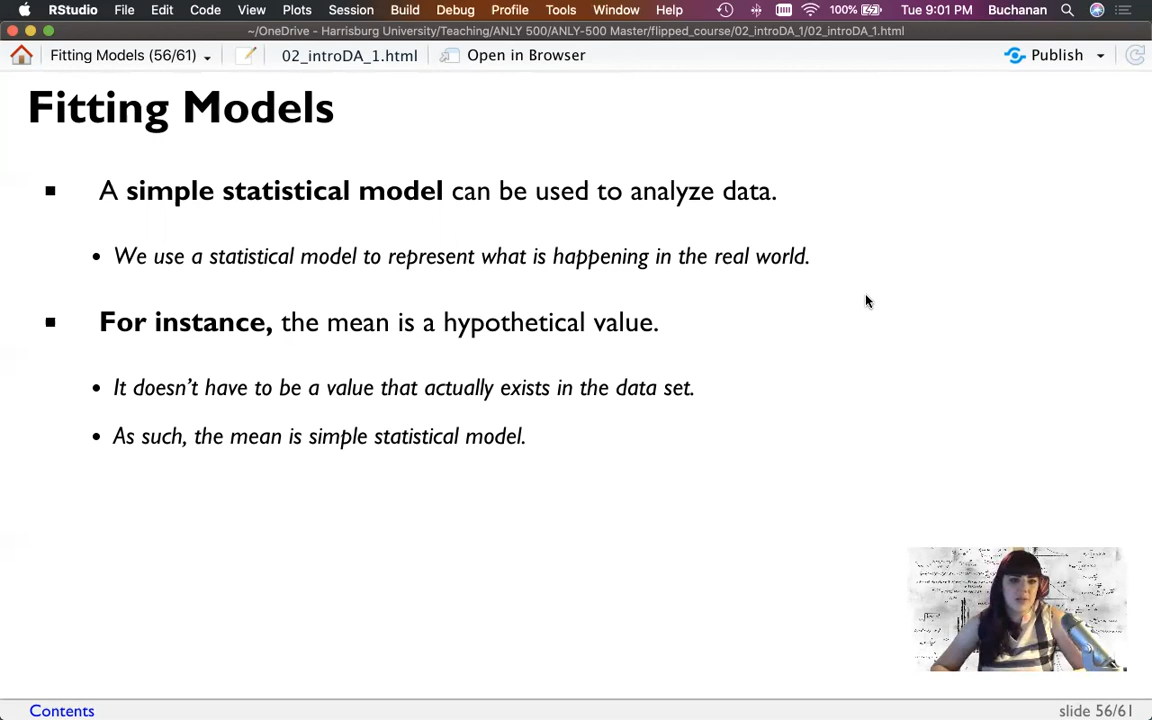 RStudio File Edit Code View Plots Session Build Debug Profile Tools Window Help 100% Tue 9:01 PM Buchanan
~/OneDrive - Harrisburg University/Teaching/ANLY 500/ANLY-500 Master/flipped_course/02_introDA_1/02_introDA_1.html
Fitting Models (56/61) 02_introDA_1.html Open in Browser Publish
Fitting Models
A simple statistical model can be used to analyze data.
• We use a statistical model to represent what is happening in the real world.
For instance, the mean is a hypothetical value.
• It doesn't have to be a value that actually exists in the data set.
• As such, the mean is simple statistical model.
Contents slide 56/61